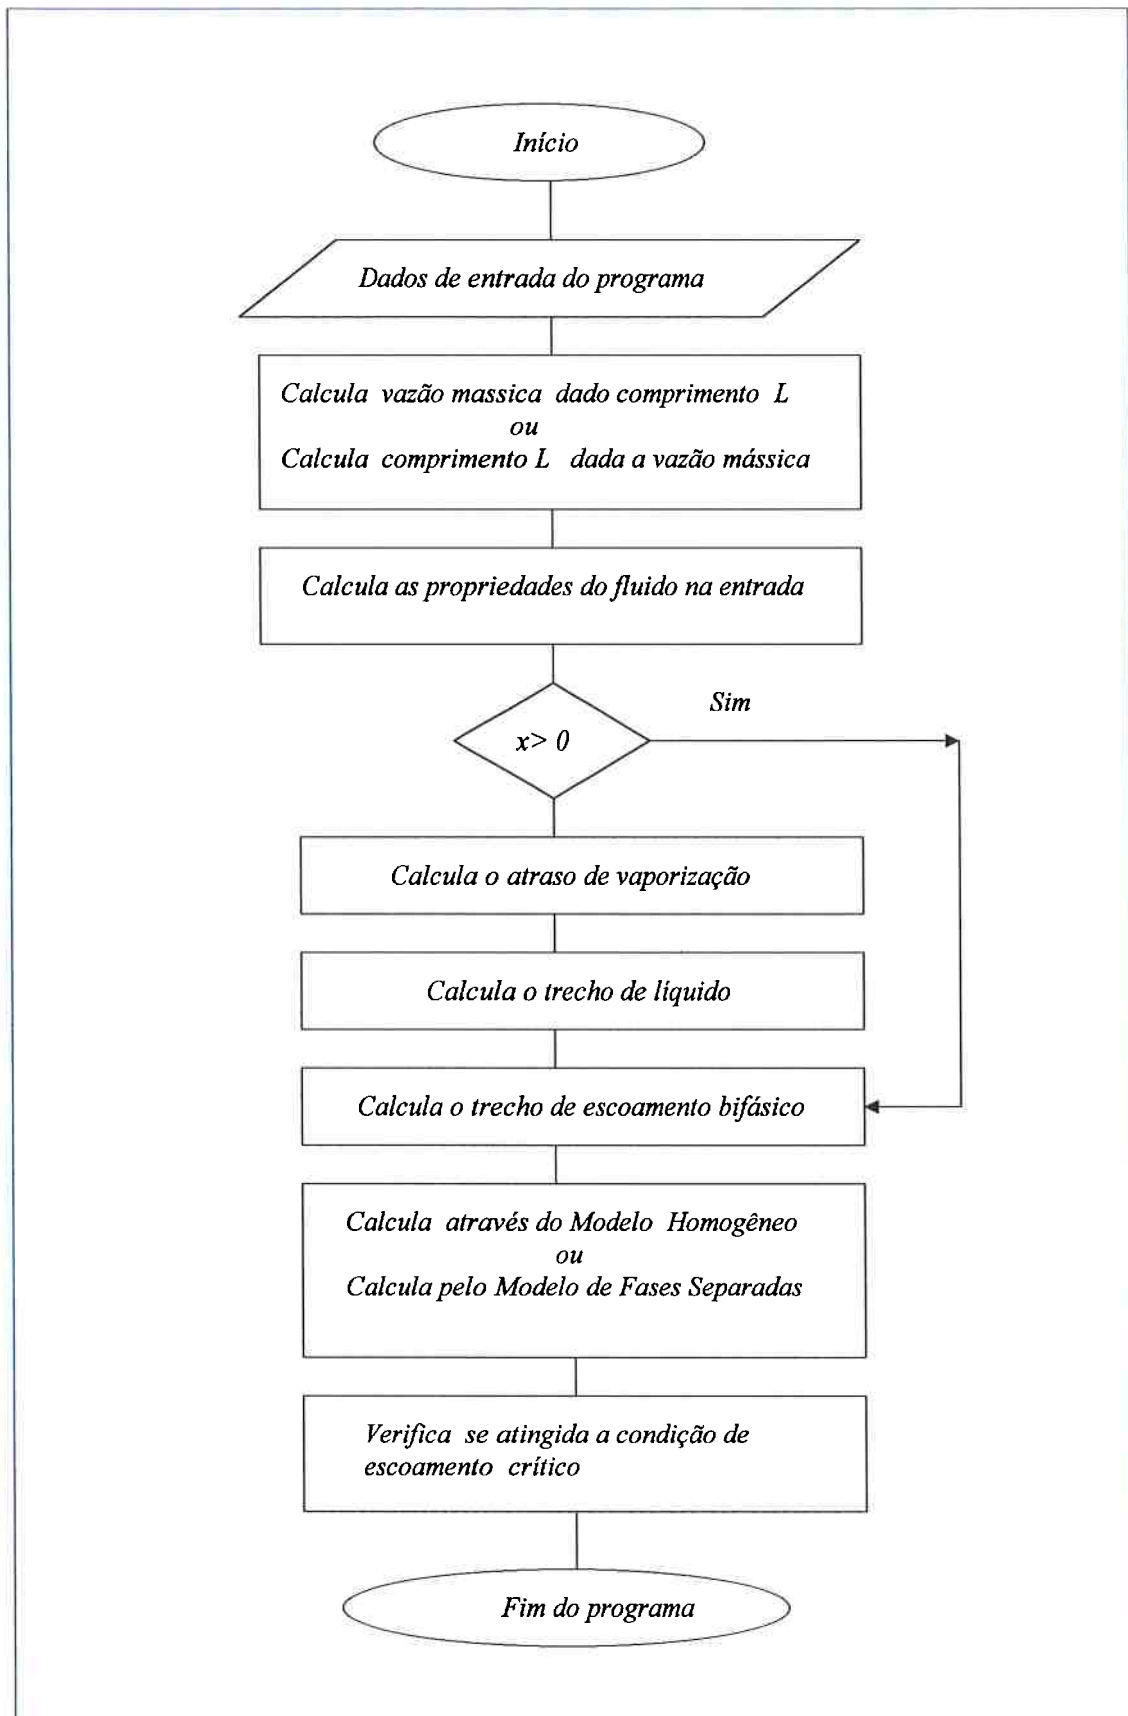 Início
Dados de entrada do programa
Calcula vazão massica dado comprimento L
ou
Calcula comprimento L dada a vazão mássica
Calcula as propriedades do fluido na entrada
Sim
x> 0
Calcula o atraso de vaporização
Calcula o trecho de líquido
Calcula o trecho de escoamento bifásico
Calcula através do Modelo Homogêneo
ou
Calcula pelo Modelo de Fases Separadas
Verifica se atingida a condição de
escoamento crítico
Fim do programa